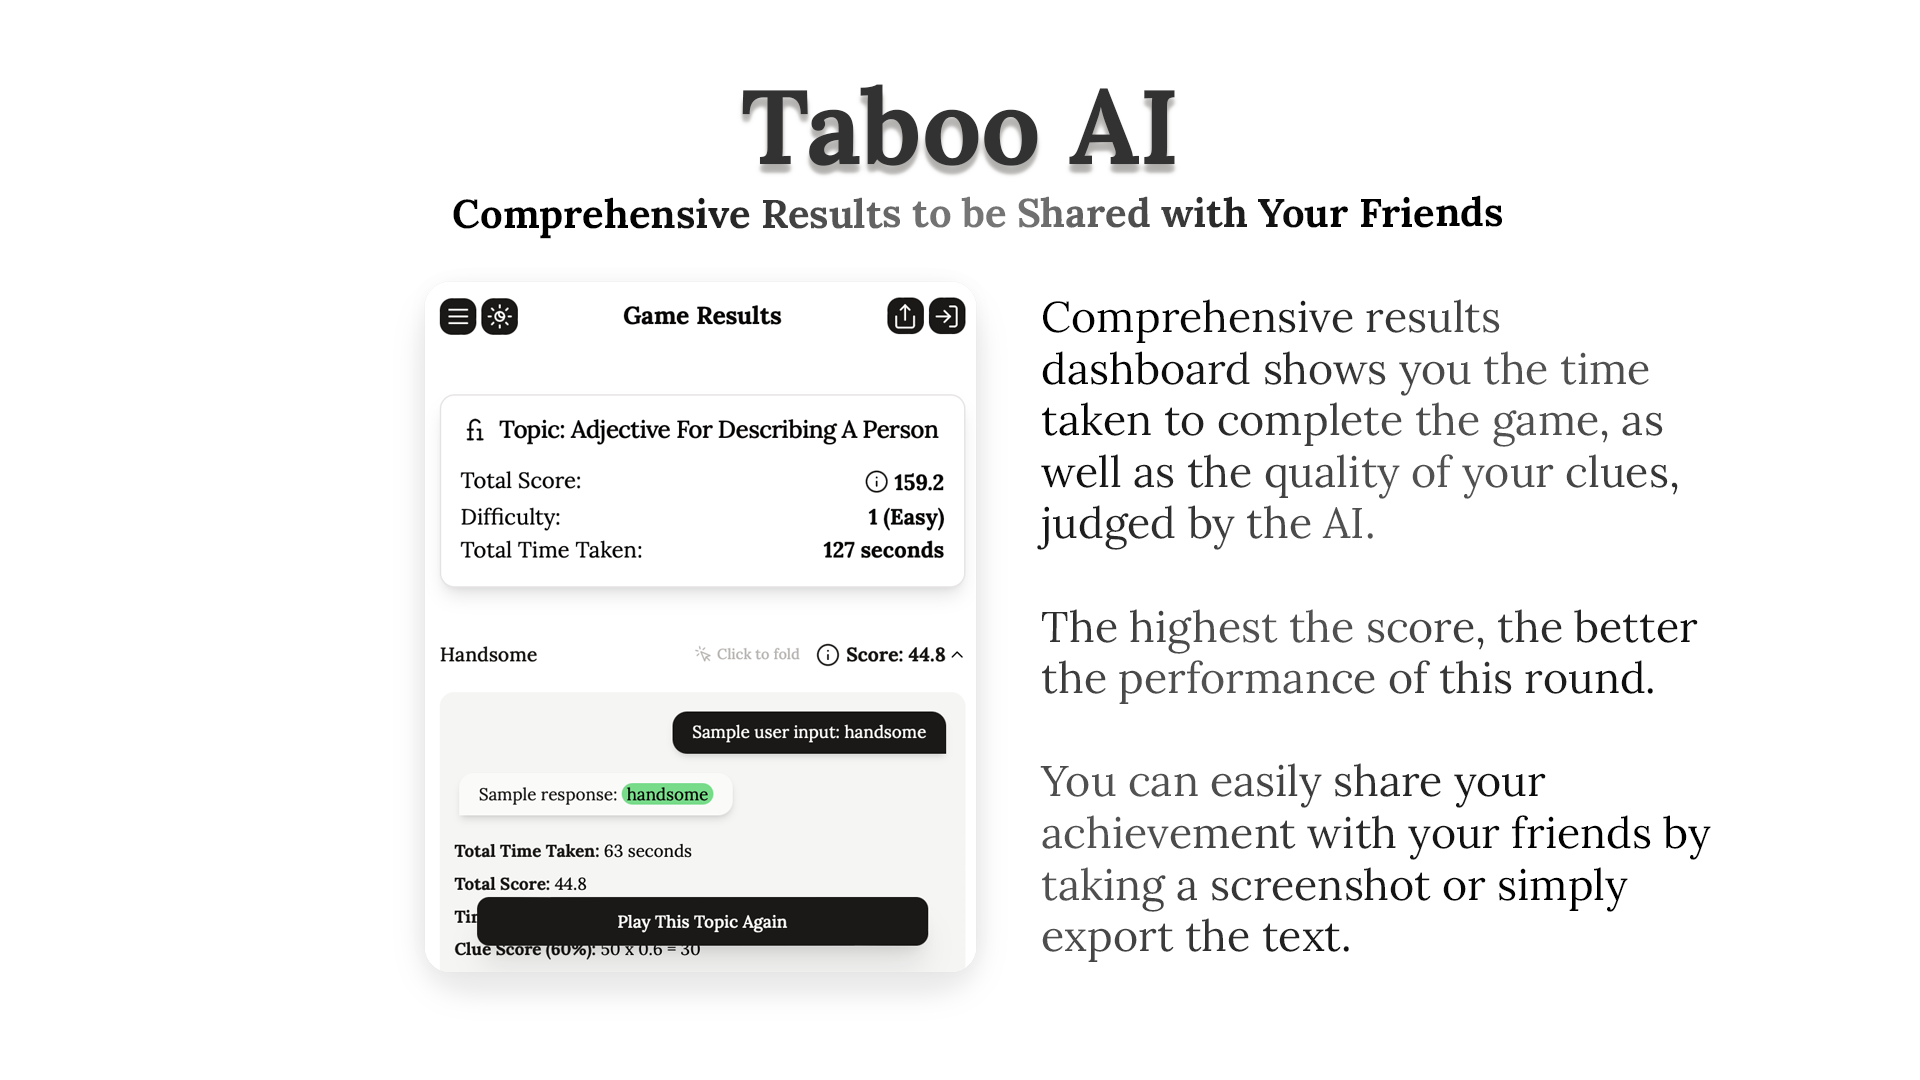 Taboo AI
Comprehensive Results to be Shared with Your Friends
Game Results
Topic: Adjective For Describing A Person
Total Score: 159.2
Difficulty: 1 (Easy)
Total Time Taken: 127 seconds
Handsome Click to fold Score: 44.8
Sample user input: handsome
Sample response: handsome
Total Time Taken: 63 seconds
Total Score: 44.8
Play This Topic Again
Clue Score (60%): 50 x 0.6 = 30
Comprehensive results
dashboard shows you the time
taken to complete the game, as
well as the quality of your clues,
judged by the AI.
The highest the score, the better
the performance of this round.
You can easily share your
achievement with your friends by
taking a screenshot or simply
export the text.